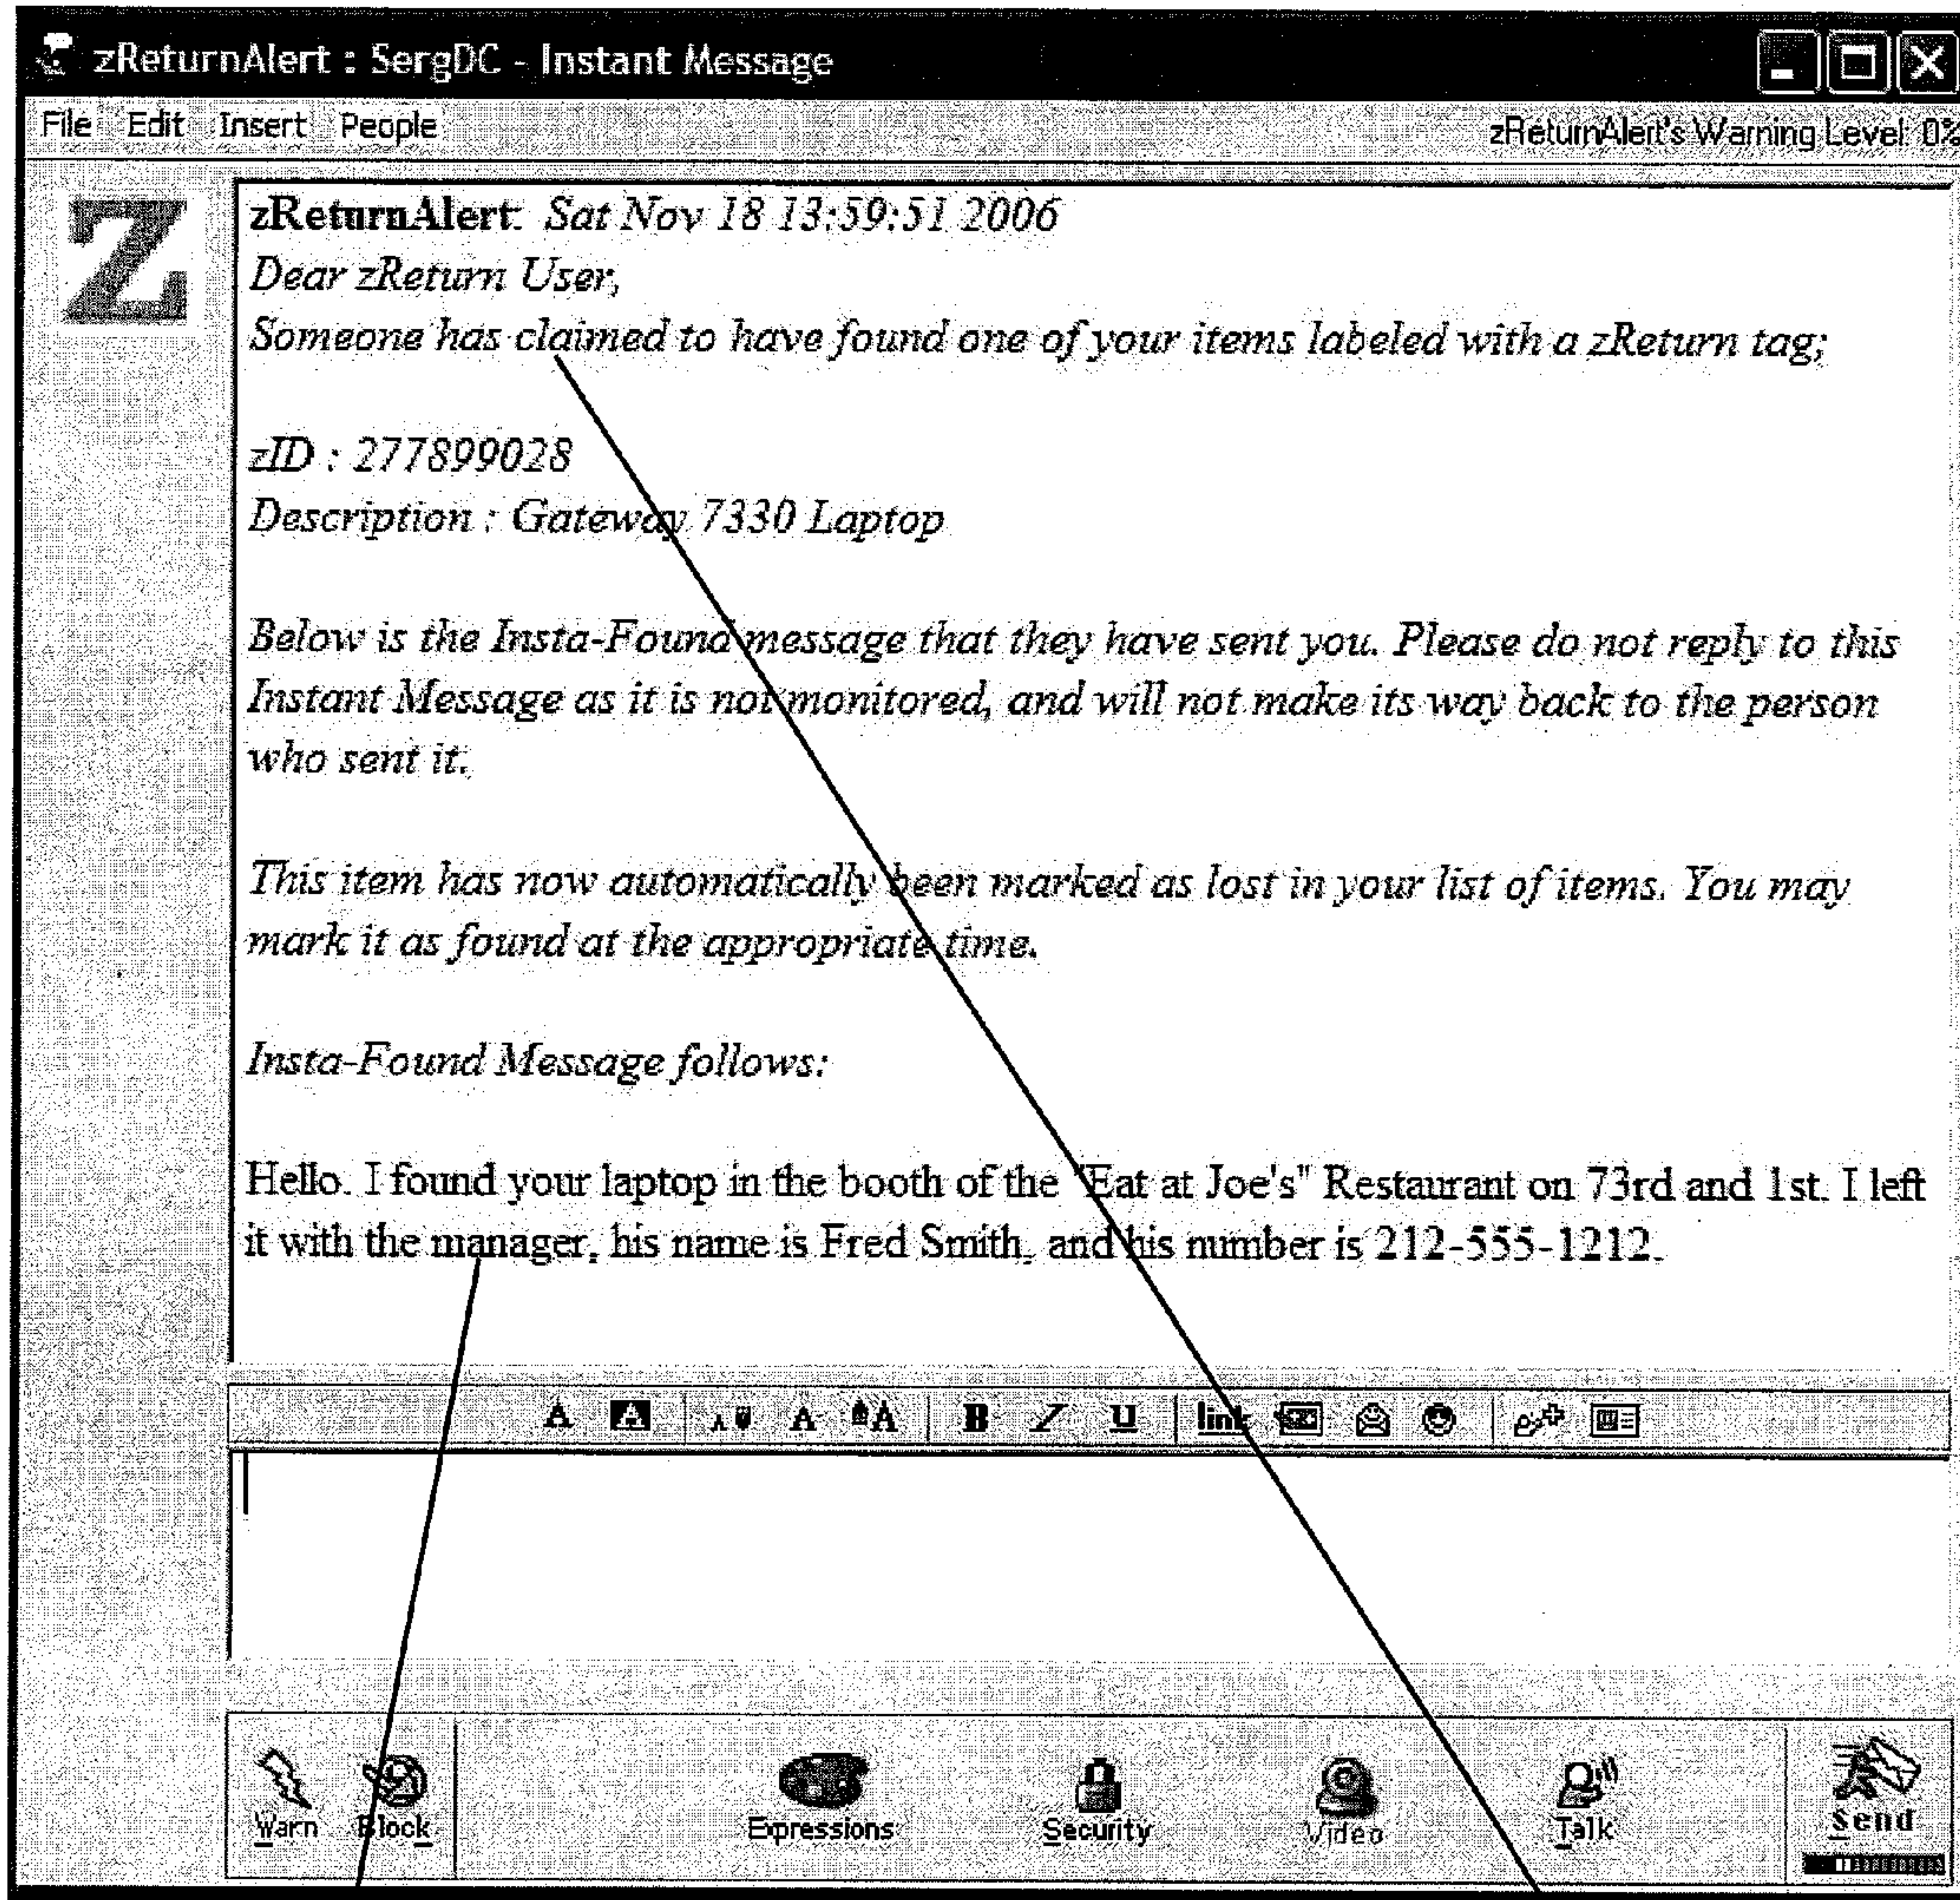 zReturnAlert : SergDC - Instant Message
File Edit Insert People zReturnAlert's Warning Level: 0%
Z
zReturnAlert: Sat Nov 18 13:59:51 2006
Dear zReturn User,
Someone has claimed to have found one of your items labeled with a zReturn tag;
zID : 277899028
Description : Gateway 7330 Laptop
Below is the Insta-Found message that they have sent you. Please do not reply to this
Instant Message as it is not monitored, and will not make its way back to the person
who sent it.
This item has now automatically been marked as lost in your list of items. You may
mark it as found at the appropriate time.
Insta-Found Message follows:
Hello. I found your laptop in the booth of the "Eat at Joe's" Restaurant on 73rd and 1st. I left
it with the manager, his name is Fred Smith, and his number is 212-555-1212.
A A A A A B I U link
Warn Block Expressions Security Video Talk Send